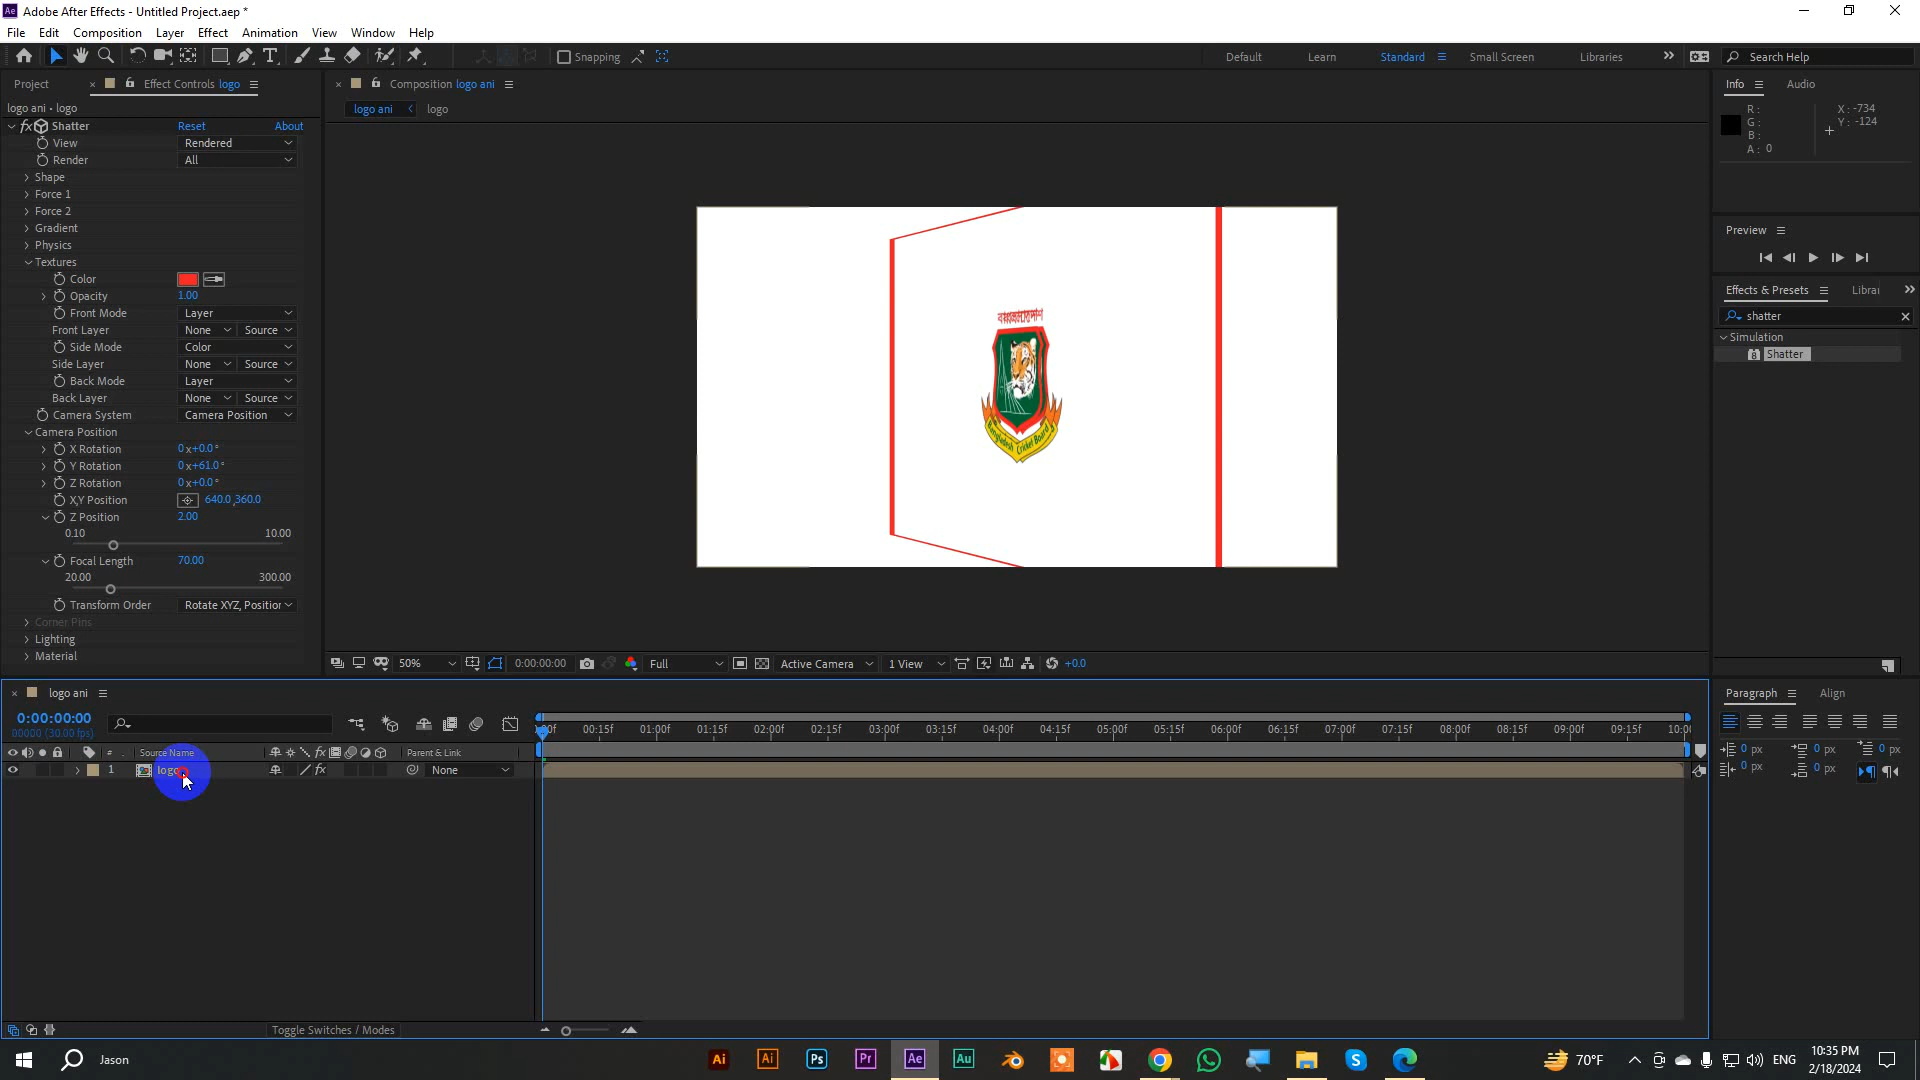 Adobe After Effects - Untitled Project.aep *
File Edit Composition Layer Effect Animation View Window Help
Snapping Default Learn Standard Small Screen Libraries Search Help
Project Effect Controls logo
Composition logo ani
Info Audio
logo ani • logo
logo ani logo
R: X: -734
G: Y: -124
B:
A: 0
Shatter Reset About
View Rendered
Render All
Shape
Force 1
Force 2
Gradient
Physics
Textures
Color
Opacity 1.00
Front Mode Layer
Front Layer None Source
Side Mode Color
Side Layer None Source
Back Mode Layer
Back Layer None Source
Camera System Camera Position
Camera Position
X Rotation 0x+0.0°
Y Rotation 0x+61.0°
Z Rotation 0x+0.0°
X,Y Position 640.0,360.0
Z Position 2.00
0.10 10.00
Focal Length 70.00
20.00 300.00
Transform Order Rotate XYZ, Position
Corner Pins
Lighting
Material
Bangladesh Cricket Board
Preview
Effects & Presets Librar
shatter
Simulation
Shatter
50% 0:00:00:00 Full Active Camera 1 View +0.0
logo ani
0:00:00:00
00000 (30.00 fps)
00:15f 01:00f 01:15f 02:00f 02:15f 03:00f 03:15f 04:00f 04:15f 05:00f 05:15f 06:00f 06:15f 07:00f 07:15f 08:00f 08:15f 09:00f 09:15f 10:0
# Source Name Parent & Link
1 logo None
Toggle Switches / Modes
Paragraph Align
0 px 0 px 0 px
0 px 0 px
Jason
Ai Ai Ps Pr Ae Au
70°F ENG 10:35 PM
2/18/2024